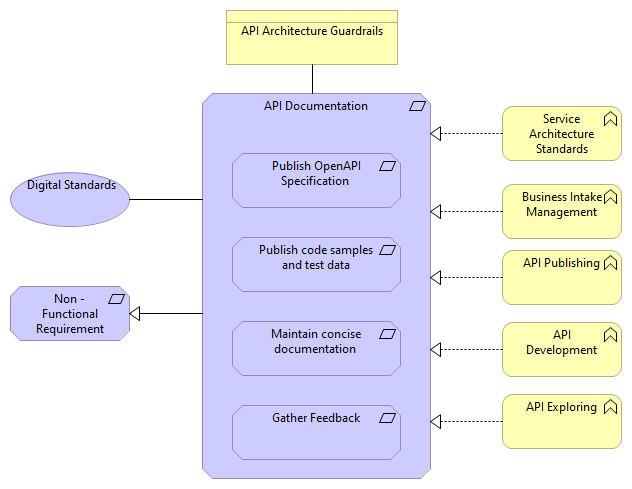 API Architecture Guardrails
API Documentation
Publish OpenAPI
Specification
Publish code samples
and test data
Maintain concise
documentation
Gather Feedback
Digital Standards
Non -
Functional
Requirement
Service
Architecture
Standards
Business Intake
Management
API Publishing
API
Development
API Exploring